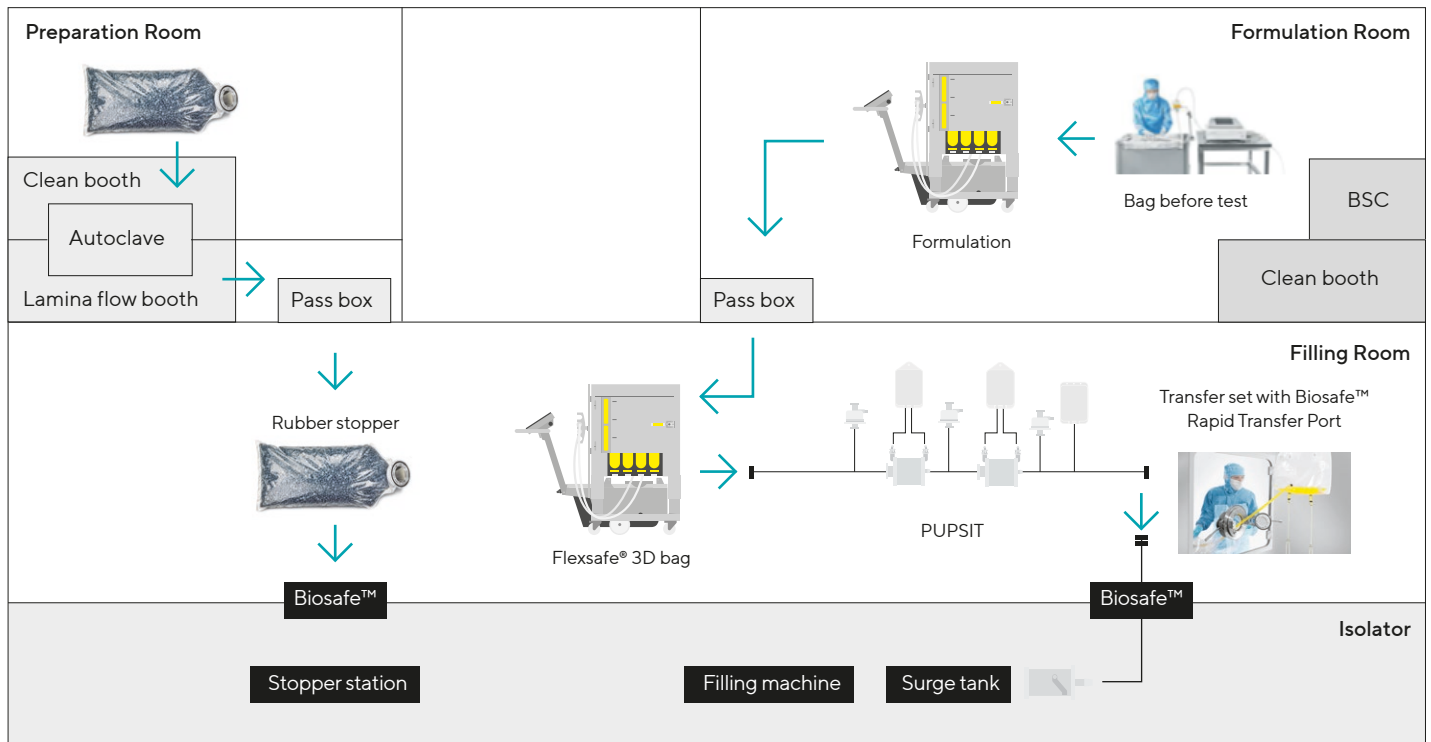 Preparation Room
Clean booth
Autoclave
Lamina flow booth
Pass box
Formulation Room
Formulation
Bag before test
BSC
Clean booth
Pass box
Filling Room
Rubber stopper
Flexsafe® 3D bag
PUPSIT
Transfer set with Biosafe™
Rapid Transfer Port
Biosafe™
Biosafe™
Isolator
Stopper station
Filling machine
Surge tank